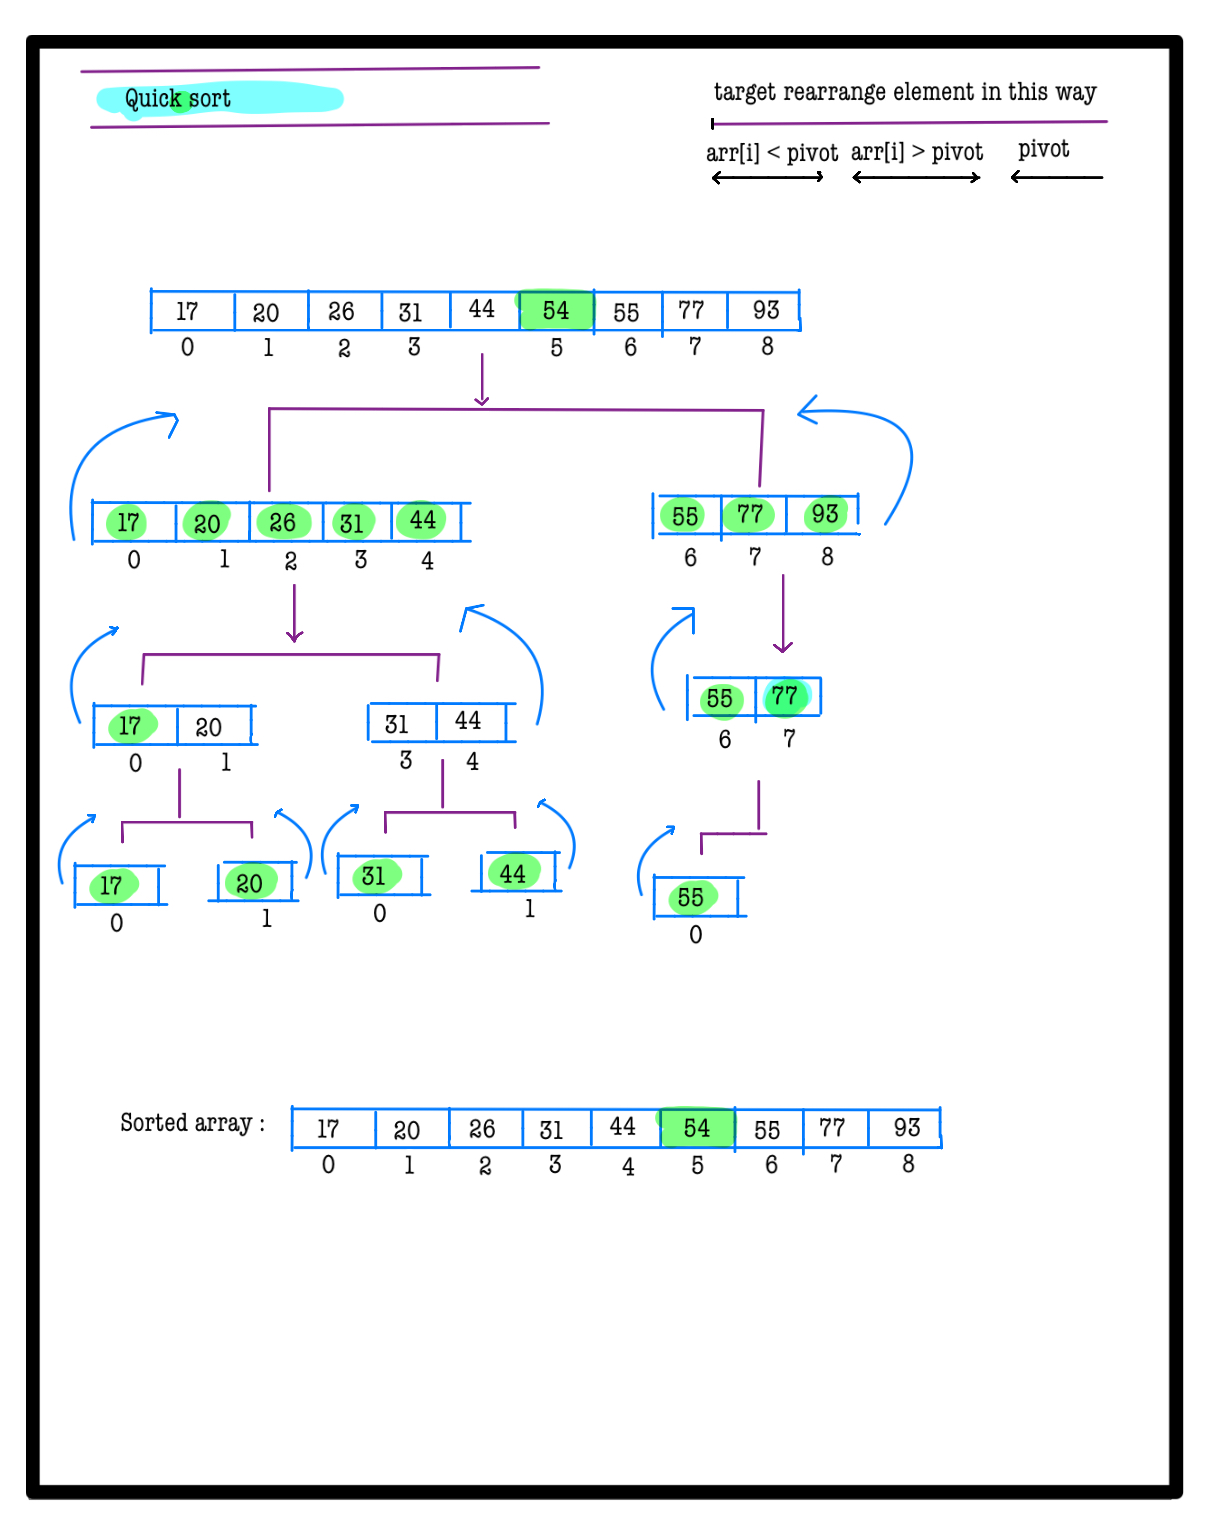 Quick sort
target rearrange element in this way
arr[i] < pivot arr[i] > pivot pivot
17 20 26 31 44 54 55 77 93
0 1 2 3 5 6 7 8
17 20 26 31 44
0 1 2 3 4
55 77 93
6 7 8
17 20
0 1
31 44
3 4
55 77
6 7
17
0
20
1
31
0
44
1
55
0
Sorted array : 17 20 26 31 44 54 55 77 93
0 1 2 3 4 5 6 7 8